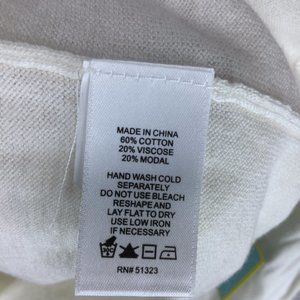 MADE IN CHINA
60% COTTON
20% VISCOSE
20% MODAL
HAND WASH COLD
SEPARATELY
DO NOT USE BLEACH
RESHAPE AND
LAY FLAT TO DRY
USE LOW IRON
IF NECESSARY
RN# 51323